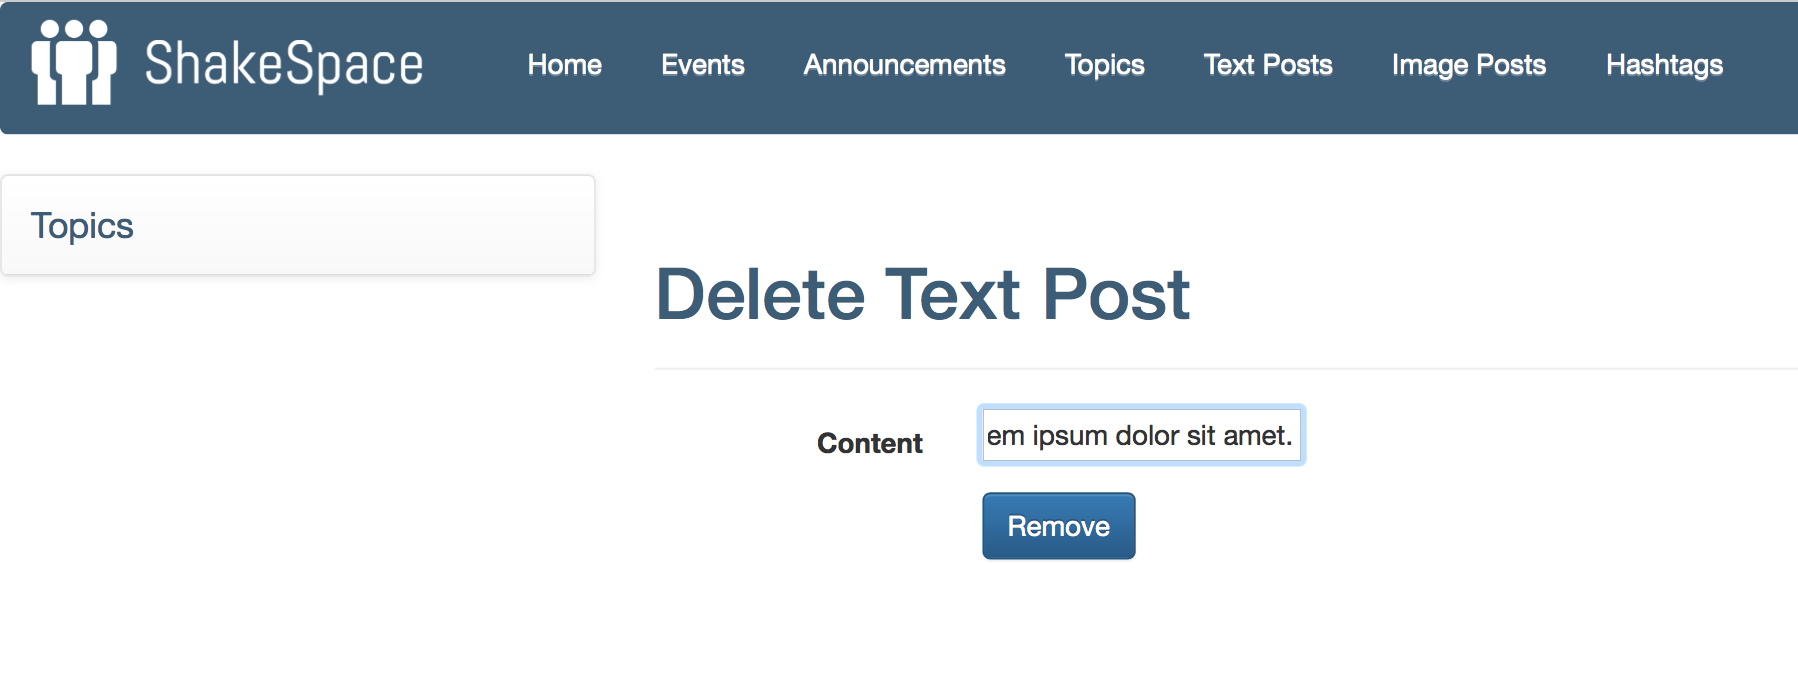 ShakeSpace Home Events Announcements Topics Text Posts Image Posts Hashtags
Topics
Delete Text Post
Content em ipsum dolor sit amet.
Remove